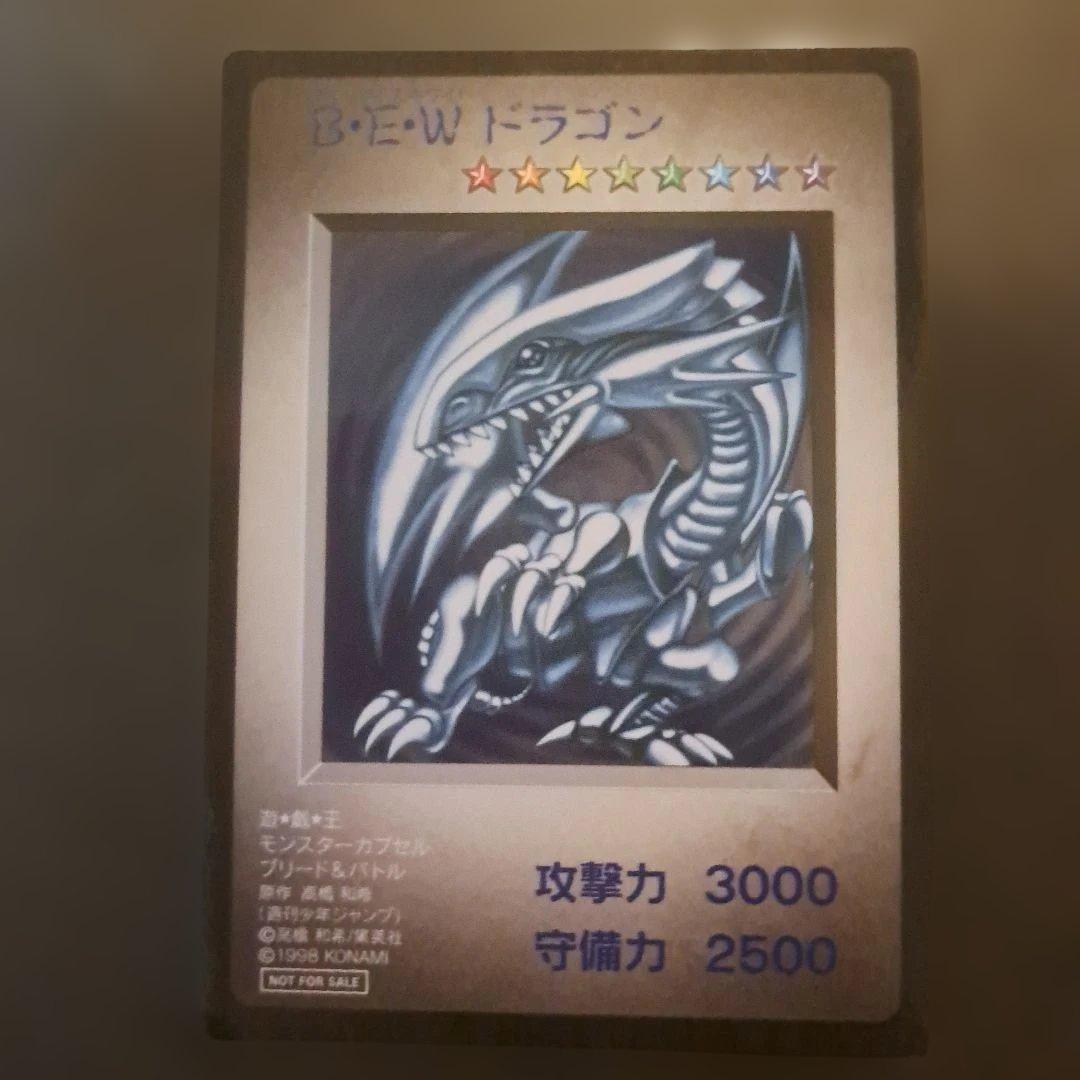 B・E・W ドラゴン
遊★戯★王
モンスターカプセル
ブリード＆バトル
原作 高橋 和希
(週刊少年ジャンプ)
©高橋 和希/集英社
©1998 KONAMI
NOT FOR SALE
攻撃力 3000
守備力 2500